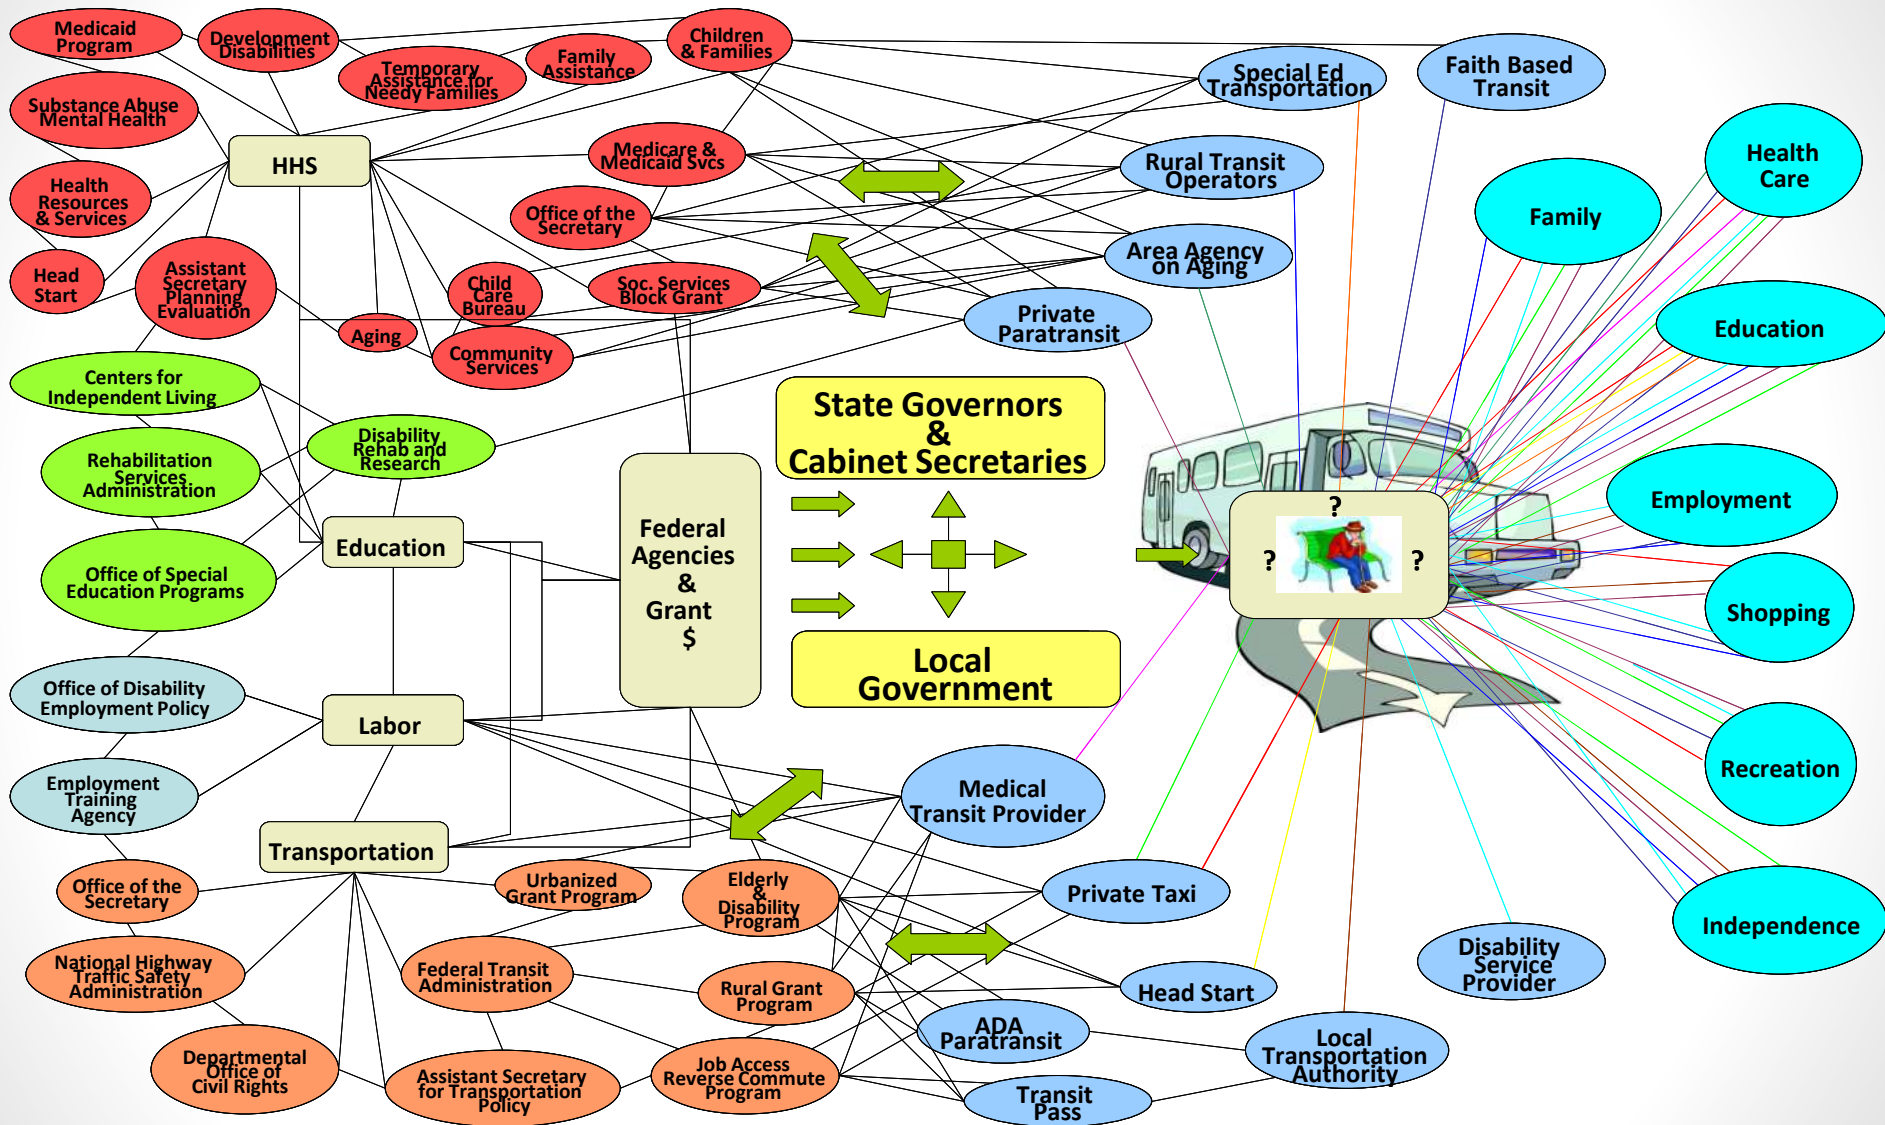 Medicaid
Program
Development
Disabilities
Temporary
Assistance for
Needy Families
Family
Assistance
Children
& Families
Special Ed
Transportation
Faith Based
Transit
Substance Abuse
Mental Health
HHS
Medicare &
Medicaid Svcs
Rural Transit
Operators
Health
Care
Health
Resources
& Services
Office of the
Secretary
Family
Head
Start
Assistant
Secretary
Planning
Evaluation
Aging
Child
Care
Bureau
Community
Services
Soc. Services
Block Grant
Area Agency
on Aging
Private
Paratransit
Education
Centers for
Independent Living
Disability
Rehab and
Research
Rehabilitation
Services
Administration
State Governors
&
Cabinet Secretaries
Employment
Education
Office of Special
Education Programs
Federal
Agencies
&
Grant
$
?
?
?
Shopping
Local
Government
Office of Disability
Employment Policy
Labor
Employment
Training
Agency
Medical
Transit Provider
Recreation
Transportation
Office of the
Secretary
Urbanized
Grant Program
Elderly
&
Disability
Program
Private Taxi
Independence
National Highway
Traffic Safety
Administration
Federal Transit
Administration
Rural Grant
Program
Head Start
Disability
Service
Provider
Departmental
Office of
Civil Rights
Assistant Secretary
for Transportation
Policy
Job Access
Reverse Commute
Program
ADA
Paratransit
Transit
Pass
Local
Transportation
Authority